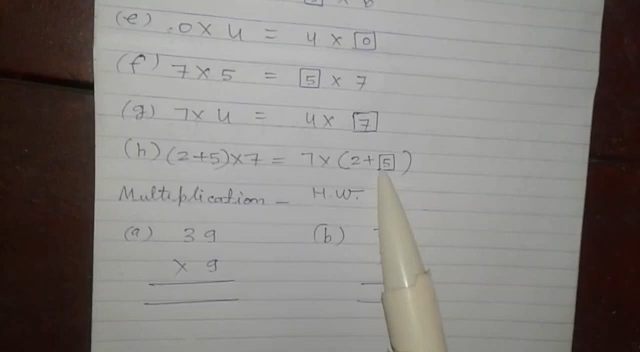 (e) .0 × 4 = 4 × 0
(f) 7 × 5 = 5 × 7
(g) 7 × 4 = 4 × 7
(h) (2+5)×7 = 7×(2+5)
Multiplication - H.W.
(a) 39 (b)
× 9